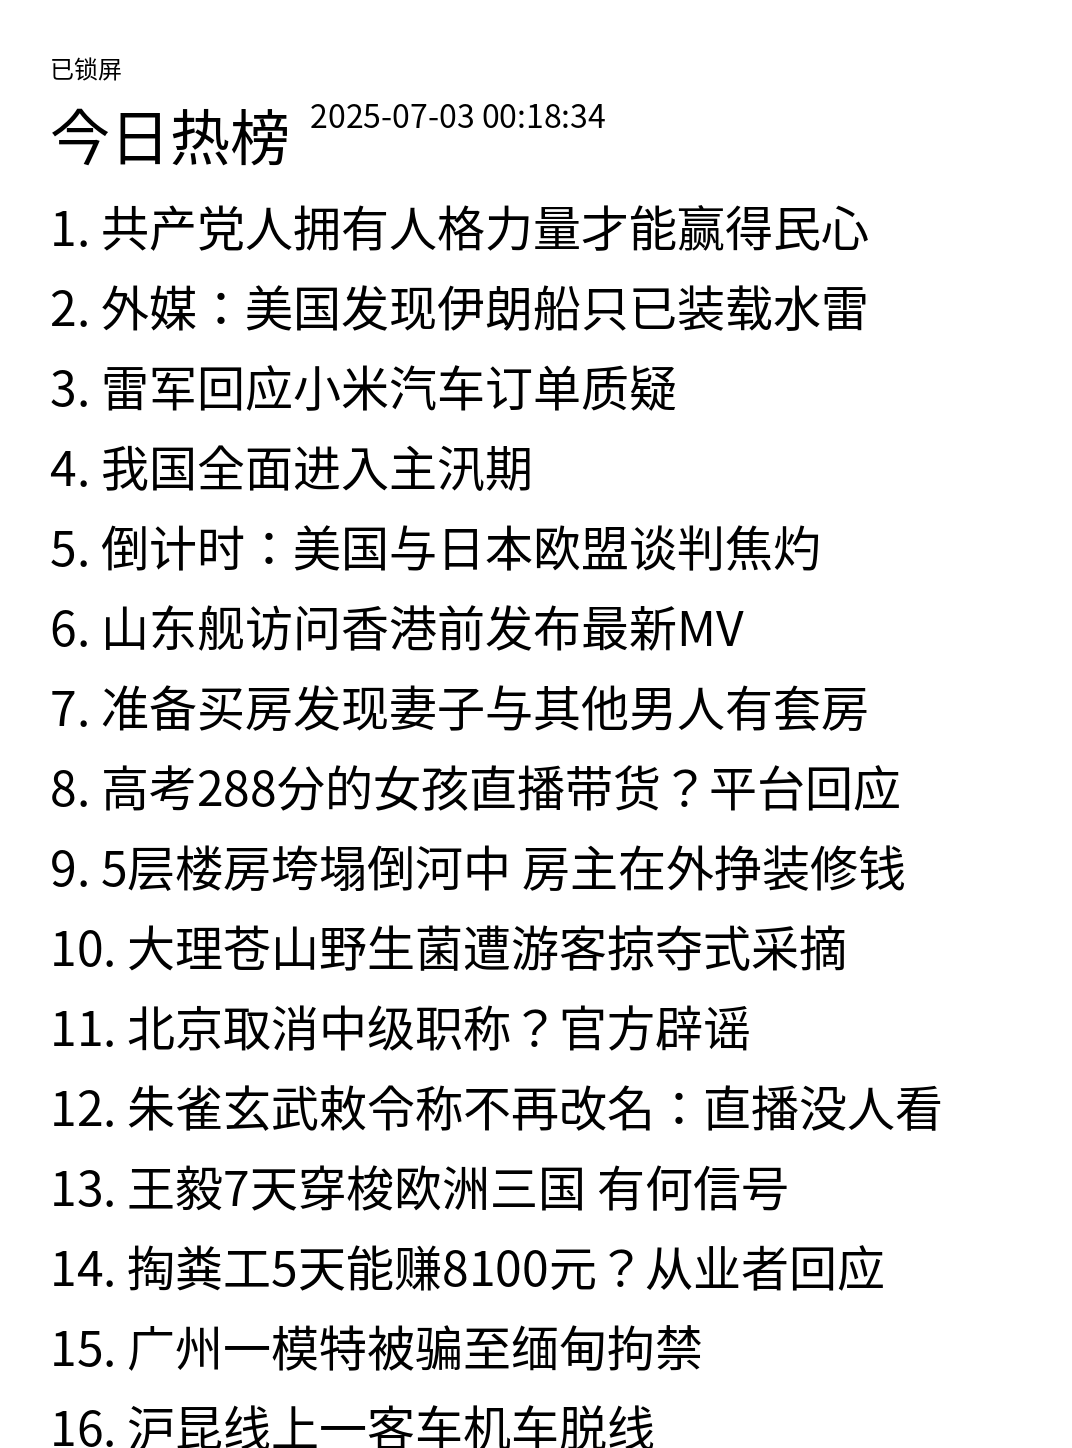 已锁屏
今日热榜 2025-07-03 00:18:34
1. 共产党人拥有人格力量才能赢得民心
2. 外媒：美国发现伊朗船只已装载水雷
3. 雷军回应小米汽车订单质疑
4. 我国全面进入主汛期
5. 倒计时：美国与日本欧盟谈判焦灼
6. 山东舰访问香港前发布最新MV
7. 准备买房发现妻子与其他男人有套房
8. 高考288分的女孩直播带货？平台回应
9. 5层楼房垮塌倒河中 房主在外挣装修钱
10. 大理苍山野生菌遭游客掠夺式采摘
11. 北京取消中级职称？官方辟谣
12. 朱雀玄武敕令称不再改名：直播没人看
13. 王毅7天穿梭欧洲三国 有何信号
14. 掏粪工5天能赚8100元？从业者回应
15. 广州一模特被骗至缅甸拘禁
16. 沪昆线上一客车机车脱线